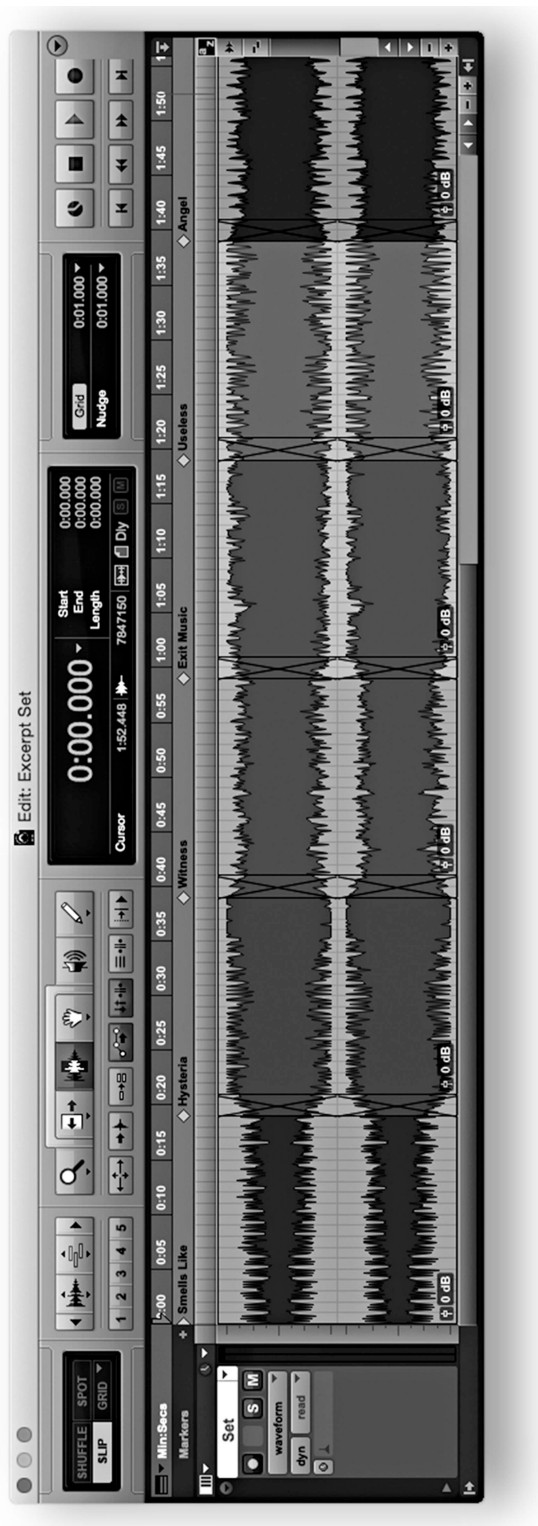 Edit: Excerpt Set
SHUFFLE SPOT
SLIP GRID
1 2 3 4 5
0:00.000
Start 0:00.000
End 0:00.000
Length 0:00.000
Cursor 1:52.448 7847150 Dly S M
Grid 0:01.000
Nudge 0:01.000
Min:Secs 0:05 0:10 0:15 0:20 0:25 0:30 0:35 0:40 0:45 0:50 0:55 1:00 1:05 1:10 1:15 1:20 1:25 1:30 1:35 1:40 1:45 1:50
Markers Smells Like Hysteria Witness Exit Music Useless Angel
a z
Set
S M
waveform
dyn read
0 dB 0 dB 0 dB 0 dB 0 dB 0 dB 0 dB